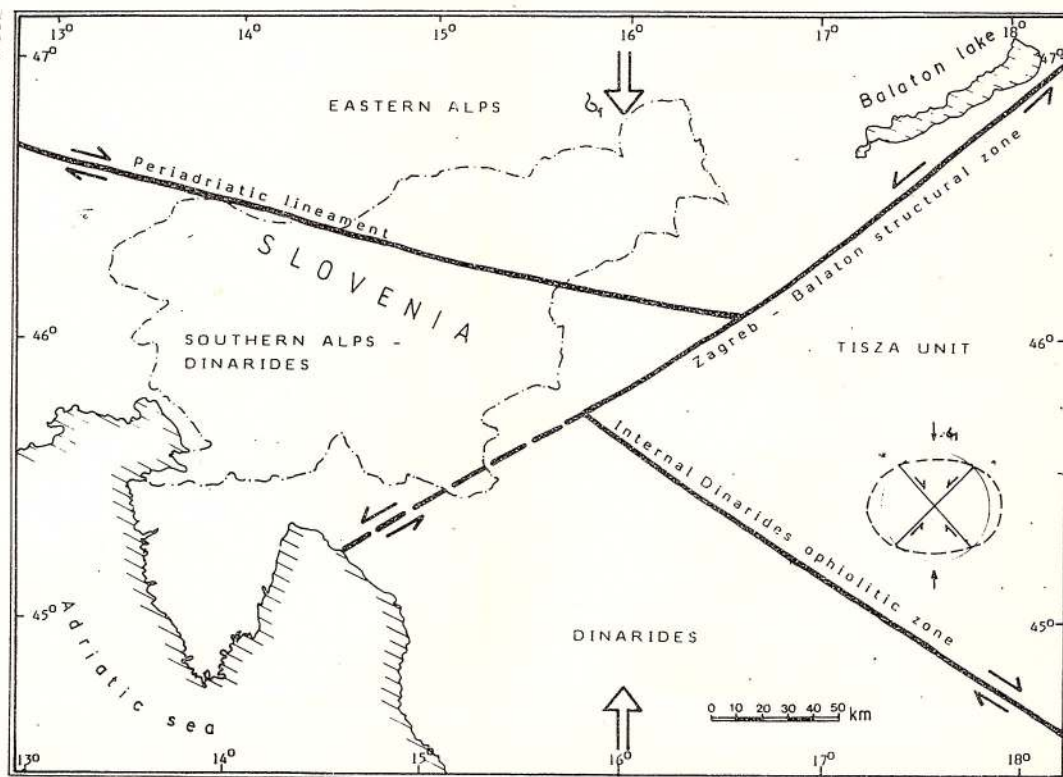 13° 14° 15° 16° 17° 18°
47° 47°
Balaton lake
EASTERN ALPS
σ₁
Periadriatic lineament
SLOVENIA
Zagreb - Balaton structural zone
46° 46°
SOUTHERN ALPS -
DINARIDES
TISZA UNIT
σ₁
Internal Dinarides ophiolitic zone
45° 45°
Adriatic sea
DINARIDES
0 10 20 30 40 50 km
13° 14° 15° 16° 17° 18°